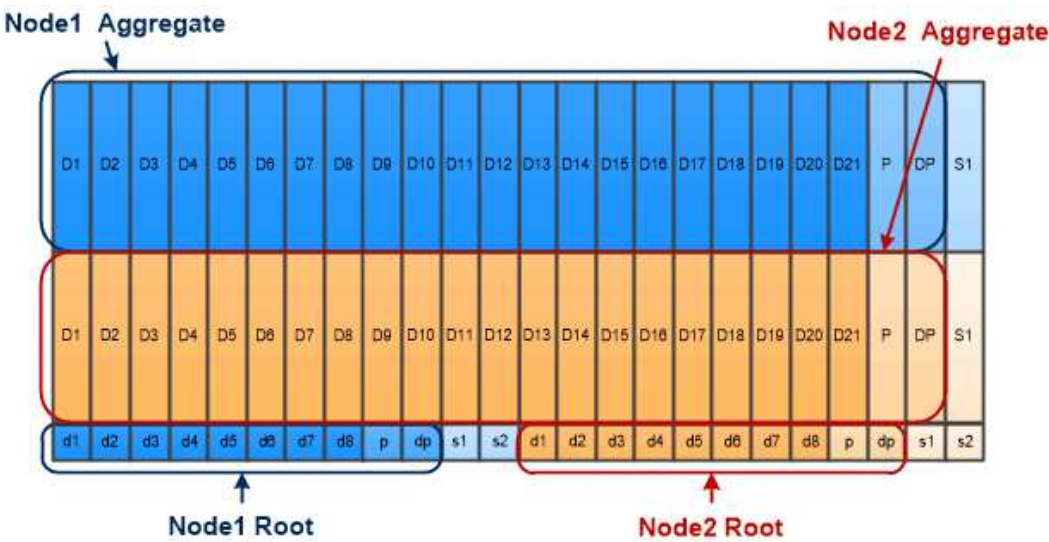 Node1 Aggregate
Node2 Aggregate
D1 D2 D3 D4 D5 D6 D7 D8 D9 D10 D11 D12 D13 D14 D15 D16 D17 D18 D19 D20 D21 P DP S1
D1 D2 D3 D4 D5 D6 D7 D8 D9 D10 D11 D12 D13 D14 D15 D16 D17 D18 D19 D20 D21 P DP S1
d1 d2 d3 d4 d5 d6 d7 d8 p dp s1 s2 d1 d2 d3 d4 d5 d6 d7 d8 p dp s1 s2
Node1 Root
Node2 Root